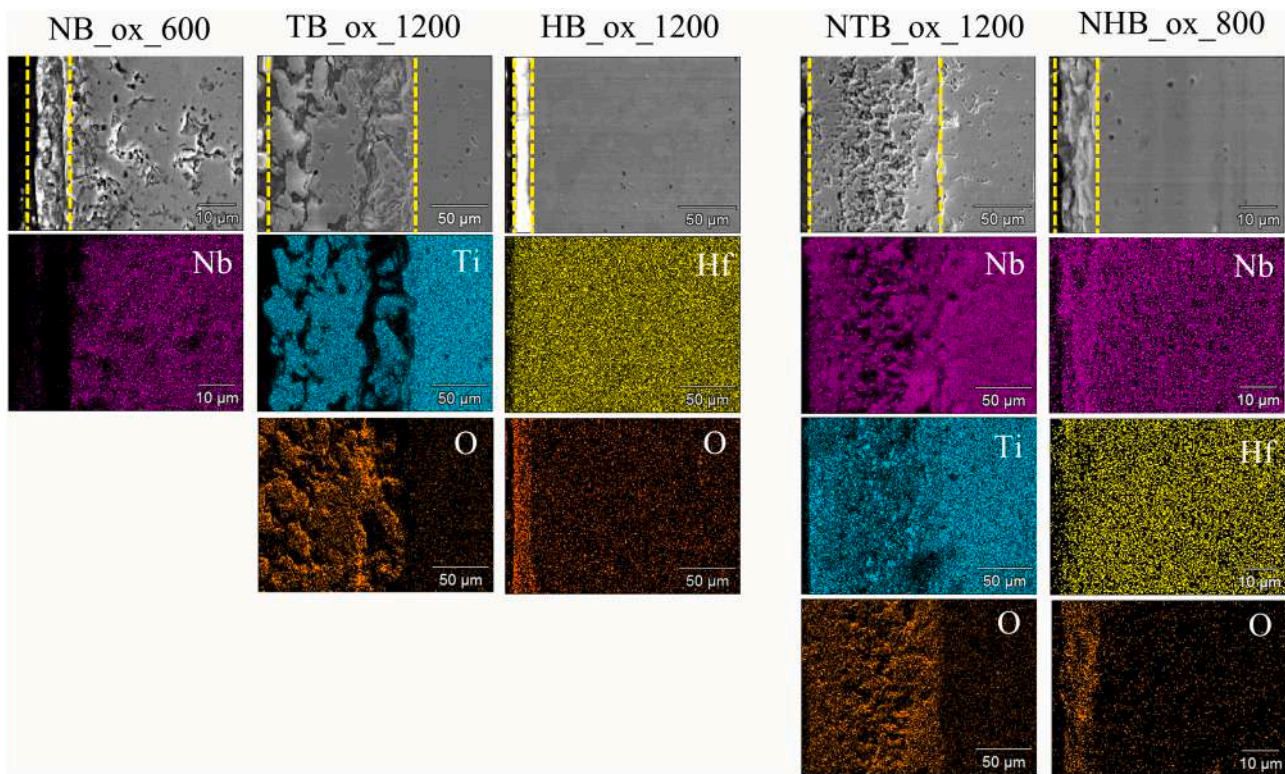 NB_ox_600 TB_ox_1200 HB_ox_1200 NTB_ox_1200 NHB_ox_800
10 μm 50 μm 50 μm 50 μm 10 μm
Nb Ti Hf Nb Nb
10 μm 50 μm 50 μm 50 μm 10 μm
O O Ti Hf
50 μm 50 μm 50 μm 10 μm
O O
50 μm 10 μm